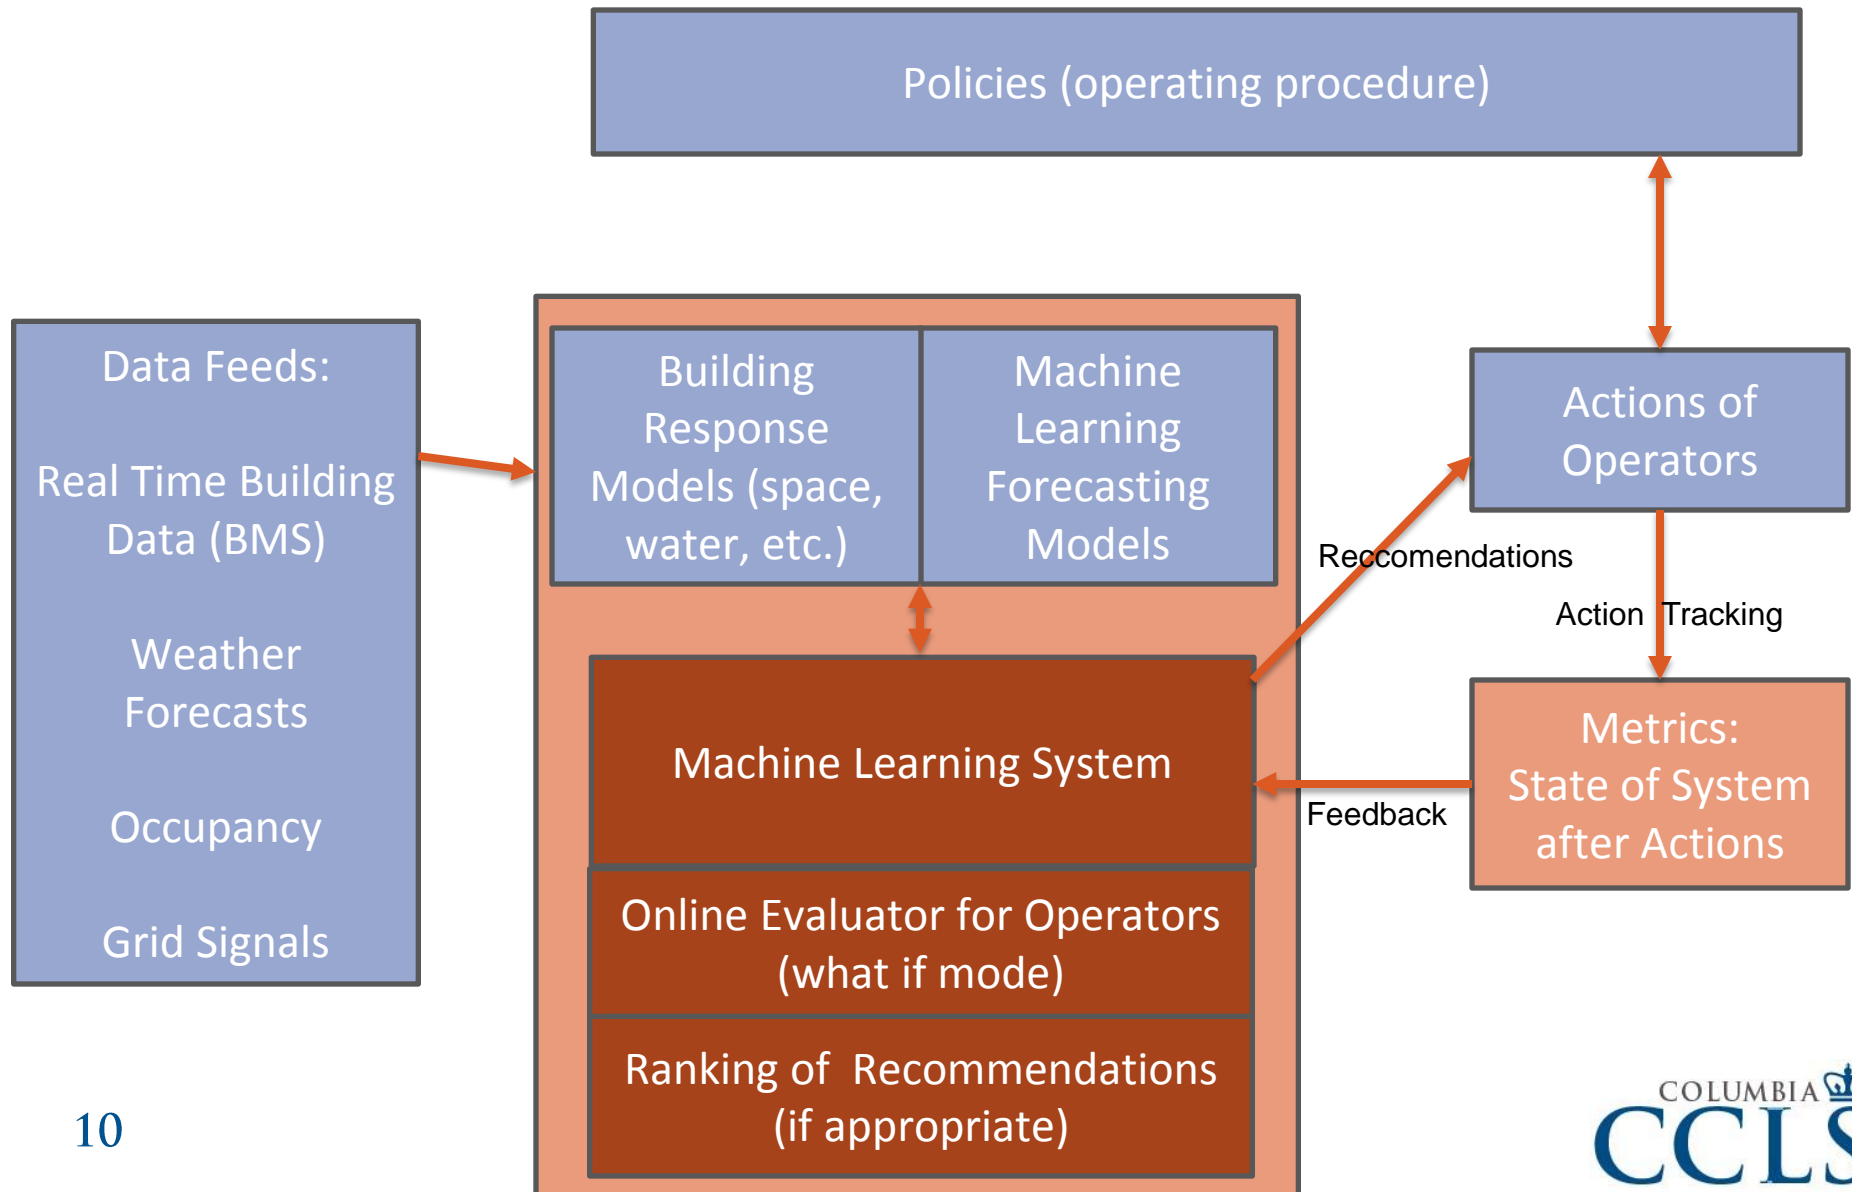 Policies (operating procedure)
Data Feeds:
Real Time Building
Data (BMS)
Weather
Forecasts
Occupancy
Grid Signals
Building
Response
Models (space,
water, etc.)
Machine
Learning
Forecasting
Models
Machine Learning System
Online Evaluator for Operators
(what if mode)
Ranking of Recommendations
(if appropriate)
Reccomendations
Actions of
Operators
Action Tracking
Metrics:
State of System
after Actions
Feedback
10
COLUMBIA
CCLS